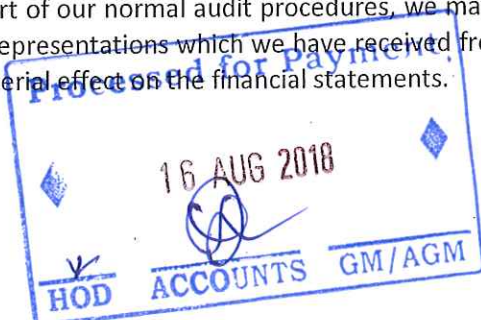 rt of our normal audit procedures, we ma
epresentations which we have received fr
erial effect on the financial statements.
Processed for Payment
16 AUG 2018
HOD ACCOUNTS GM/AGM